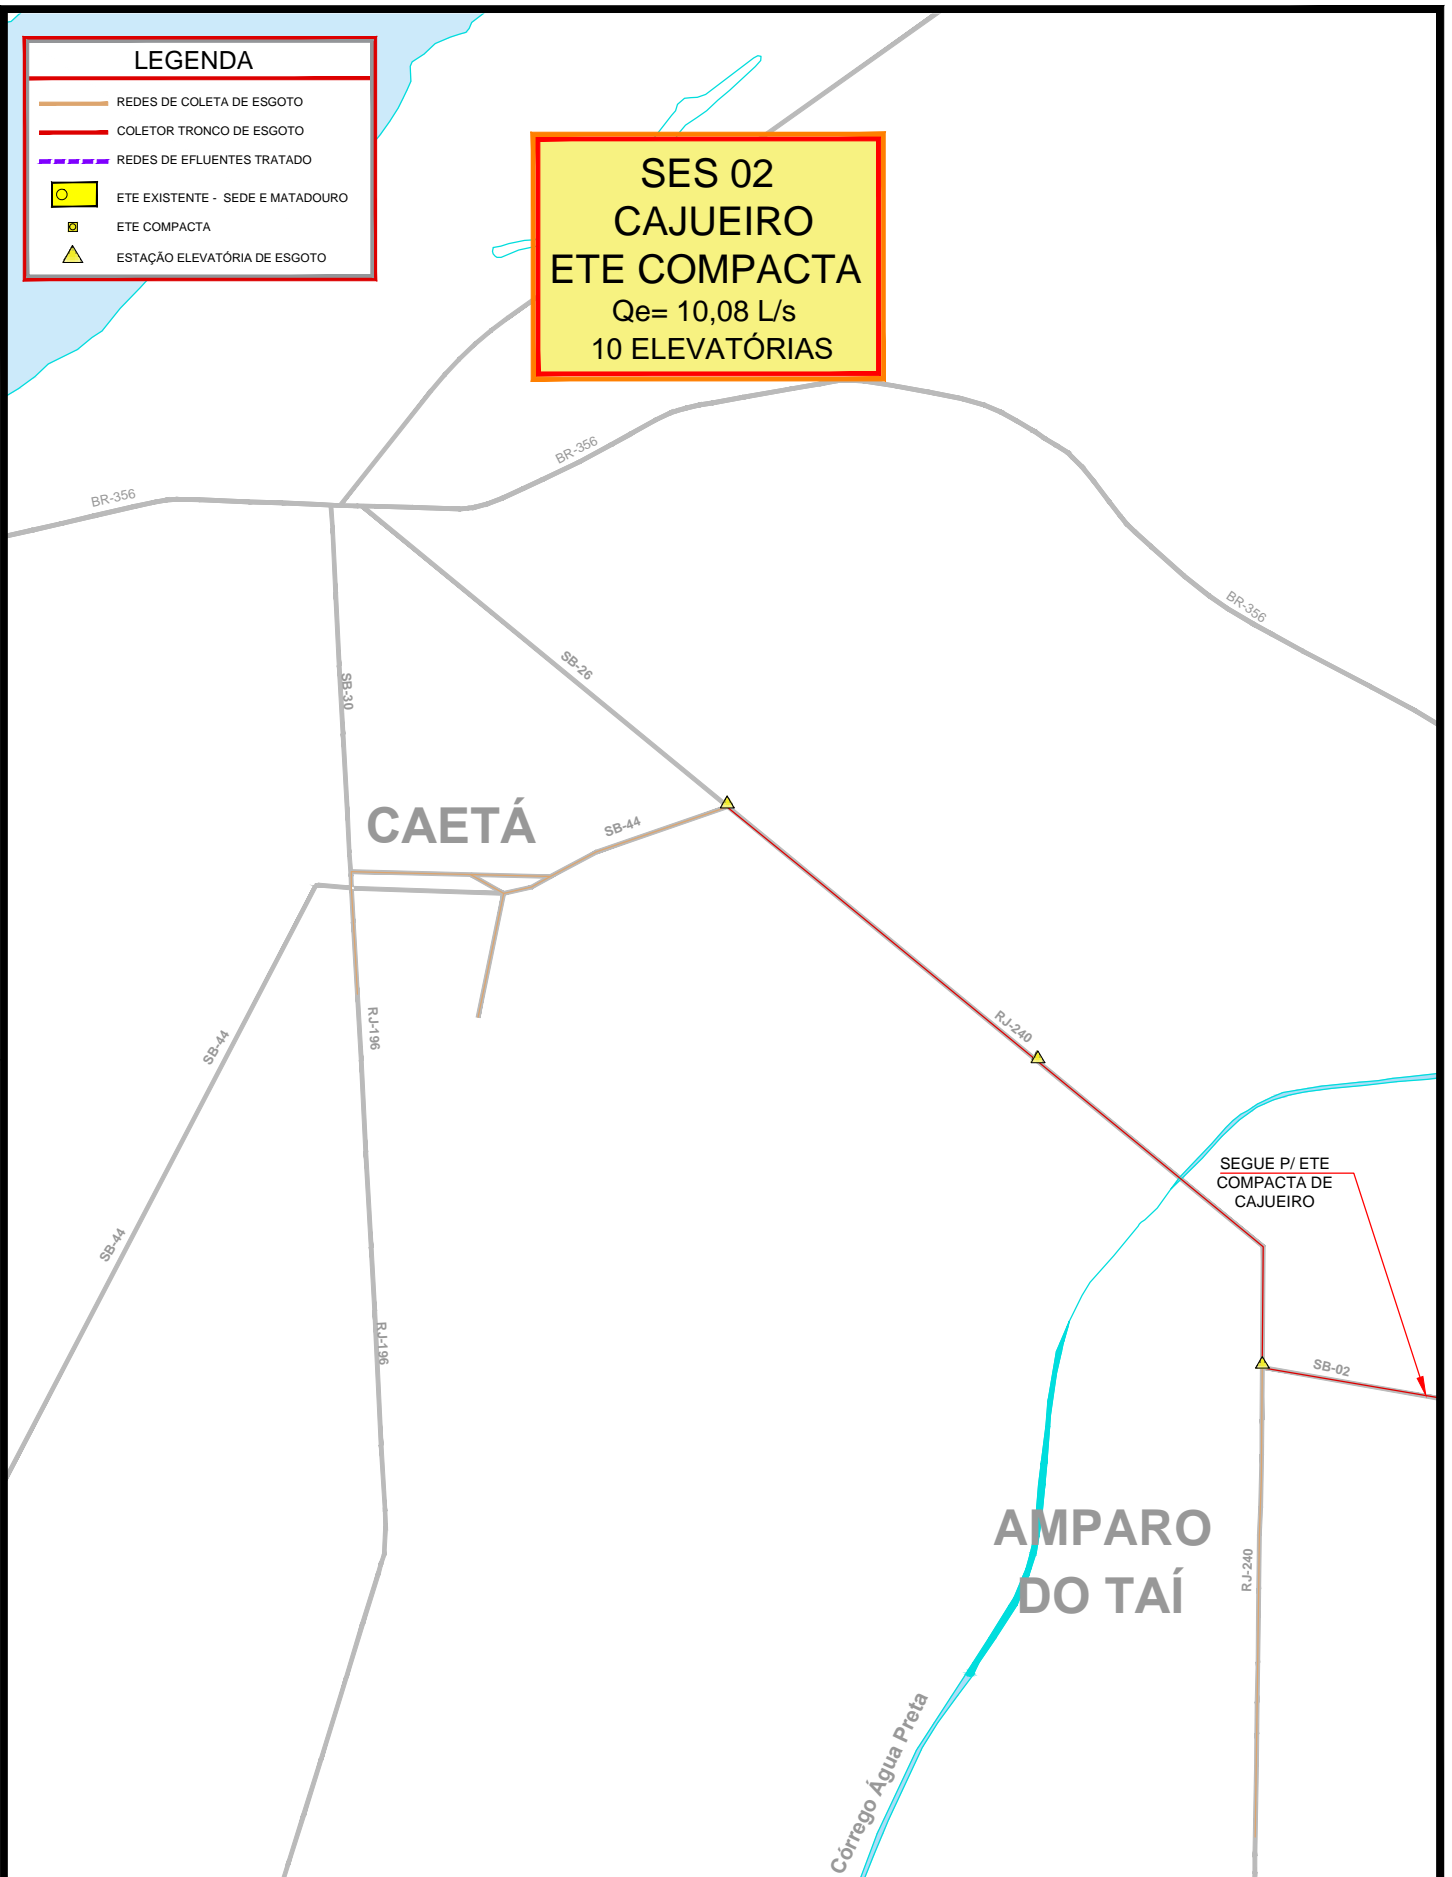 LEGENDA
REDES DE COLETA DE ESGOTO
COLETOR TRONCO DE ESGOTO
REDES DE EFLUENTES TRATADO
ETE EXISTENTE - SEDE E MATADOURO
ETE COMPACTA
ESTAÇÃO ELEVATÓRIA DE ESGOTO
SES 02
CAJUEIRO
ETE COMPACTA
Qe= 10,08 L/s
10 ELEVATÓRIAS
BR-356
BR-356
BR-356
SB-26
SB-30
CAETÁ
SB-44
RJ-196
SB-44
RJ-240
SEGUE P/ ETE
COMPACTA DE
CAJUEIRO
SB-44
RJ-196
SB-02
AMPARO
DO TAÍ
RJ-240
Córrego Água Preta